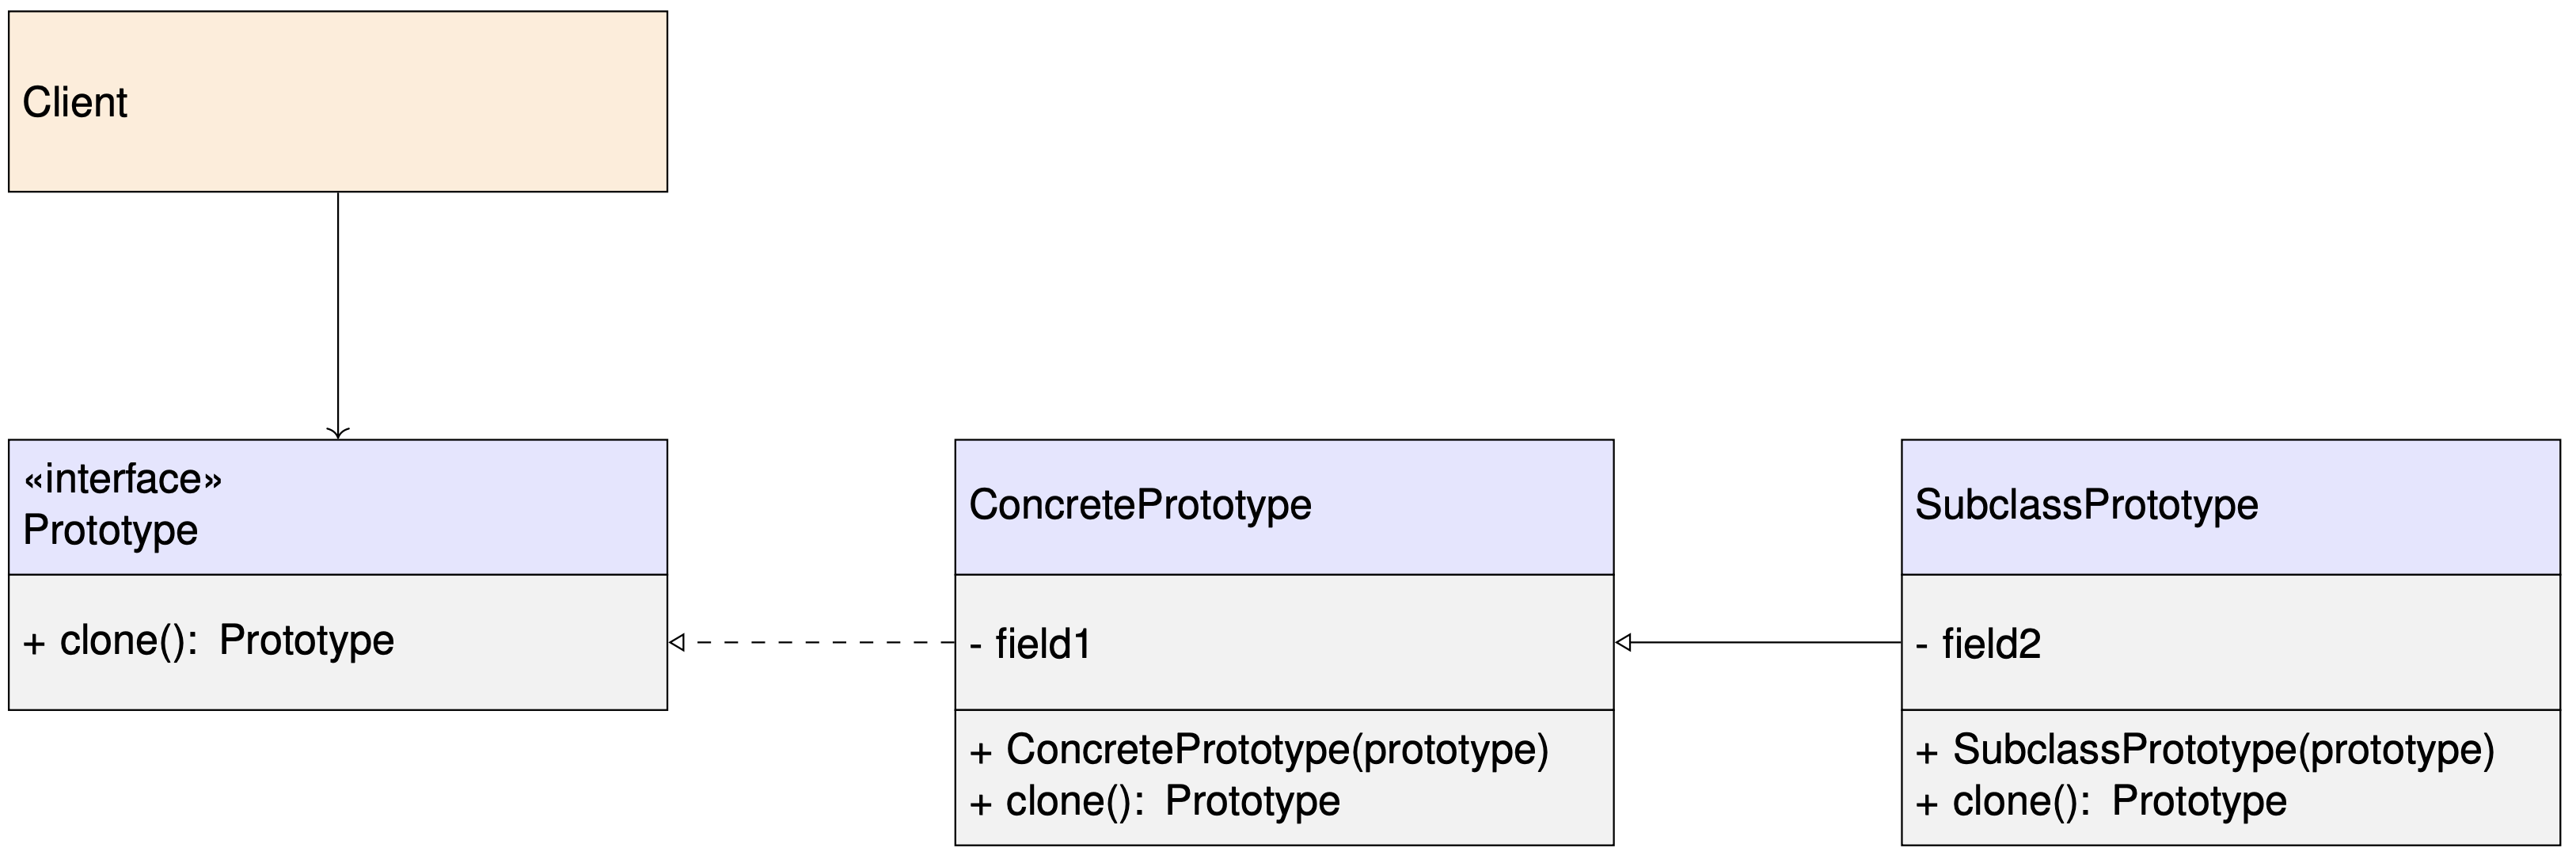 Client
«interface»
Prototype
+ clone(): Prototype
ConcretePrototype
- field1
+ ConcretePrototype(prototype)
+ clone(): Prototype
SubclassPrototype
- field2
+ SubclassPrototype(prototype)
+ clone(): Prototype